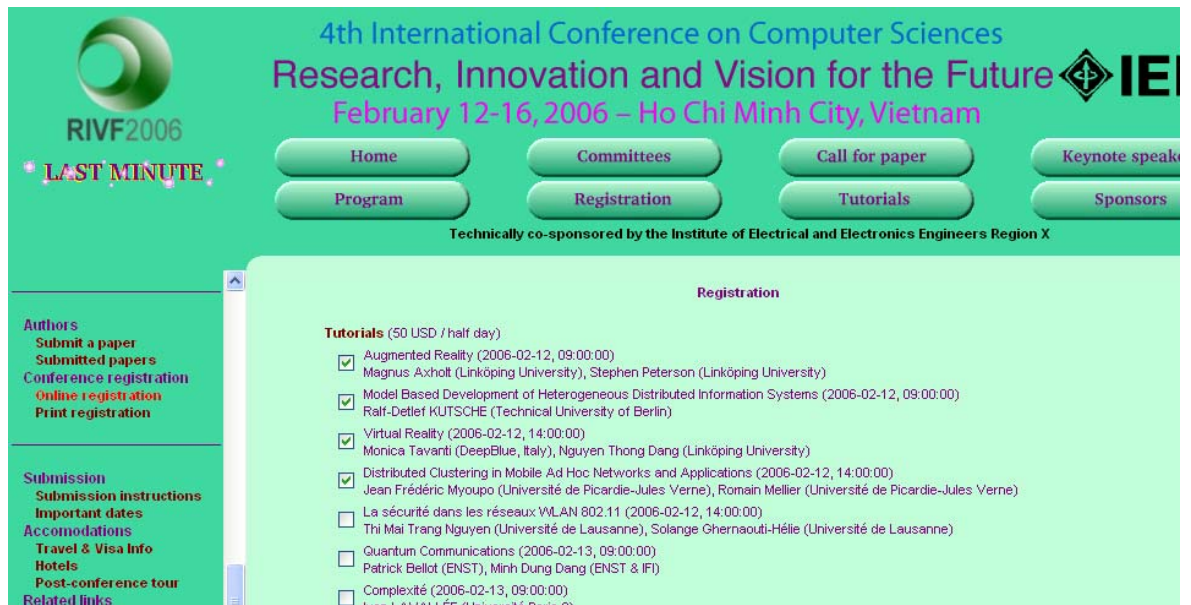 4th International Conference on Computer Sciences
Research, Innovation and Vision for the Future
February 12-16, 2006 – Ho Chi Minh City, Vietnam
RIVF2006
LAST MINUTE
Home Committees Call for paper
Program Registration Tutorials Sponsors
Keynote
Technically co-sponsored by the Institute of Electrical and Electronics Engineers Region X
Authors
Submit a paper
Submitted papers
Conference registration
Online registration
Print registration
Submission
Submission instructions
Important dates
Accomodations
Travel & Visa Info
Hotels
Post-conference tour
Related links
Registration
Tutorials (50 USD / half day)
Augmented Reality (2006-02-12, 09:00:00)
Magnus Axholt (Linköping University), Stephen Peterson (Linköping University)
Model Based Development of Heterogeneous Distributed Information Systems (2006-02-12, 09:00:00)
Ralf-Detlef KUTSCHE (Technical University of Berlin)
Virtual Reality (2006-02-12, 14:00:00)
Monica Tavanti (DeepBlue, Italy), Nguyen Thong Dang (Linköping University)
Distributed Clustering in Mobile Ad Hoc Networks and Applications (2006-02-12, 14:00:00)
Jean Frédéric Myoupo (Université de Picardie-Jules Verne), Romain Mellier (Université de Picardie-Jules Verne)
La sécurité dans les réseaux WLAN 802.11 (2006-02-12, 14:00:00)
Thi Mai Trang Nguyen (Université de Lausanne), Solange Ghernaouti-Hélie (Université de Lausanne)
Quantum Communications (2006-02-13, 09:00:00)
Patrick Bellot (ENST), Minh Dung Dang (ENST & IFI)
Complexité (2006-02-13, 09:00:00)